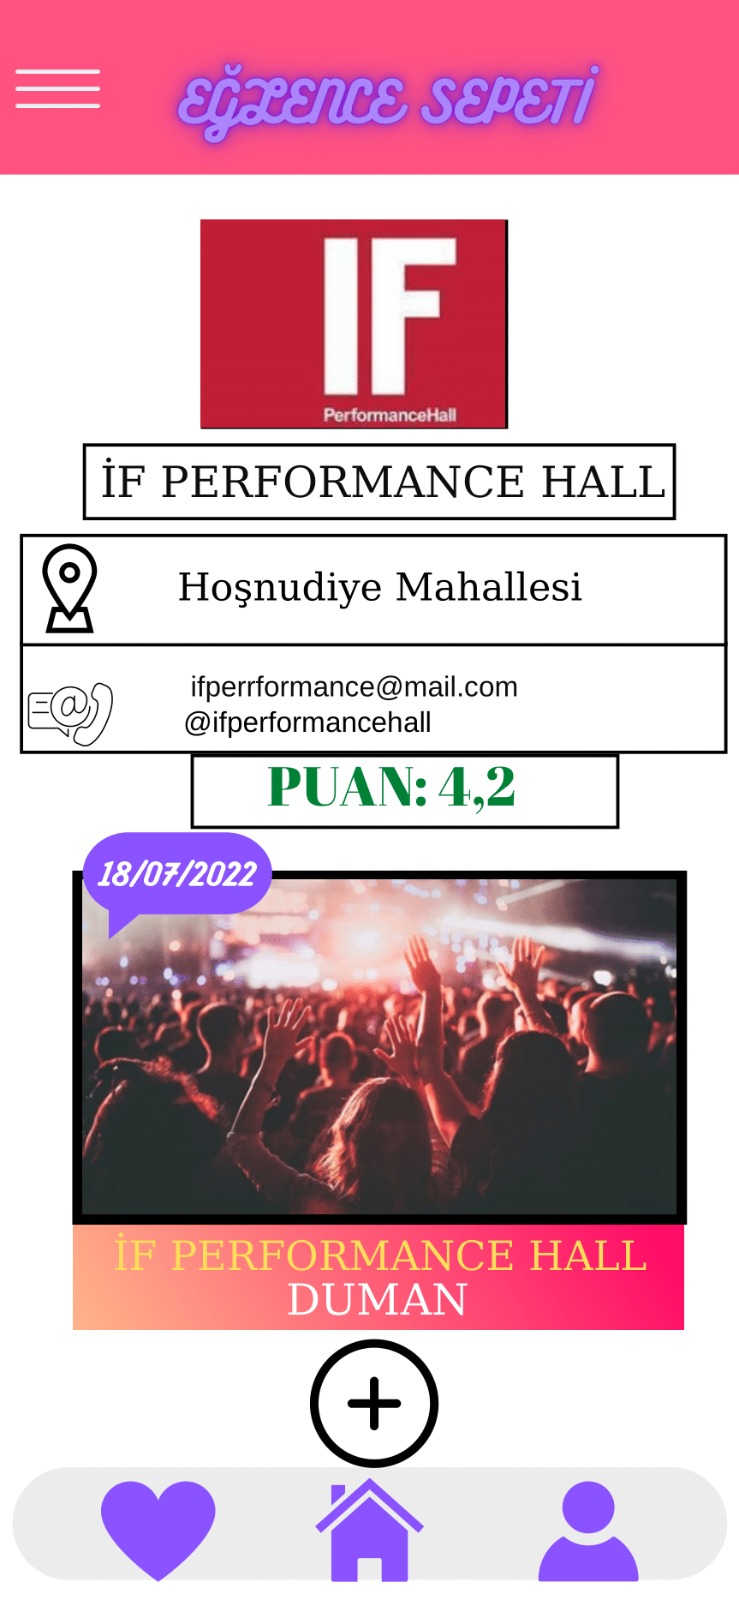 EĞLENCE SEPETİ
IF
PerformanceHall
İF PERFORMANCE HALL
Hoşnudiye Mahallesi
ifperrformance@mail.com
@ifperformancehall
PUAN: 4,2
18/07/2022
İF PERFORMANCE HALL
DUMAN